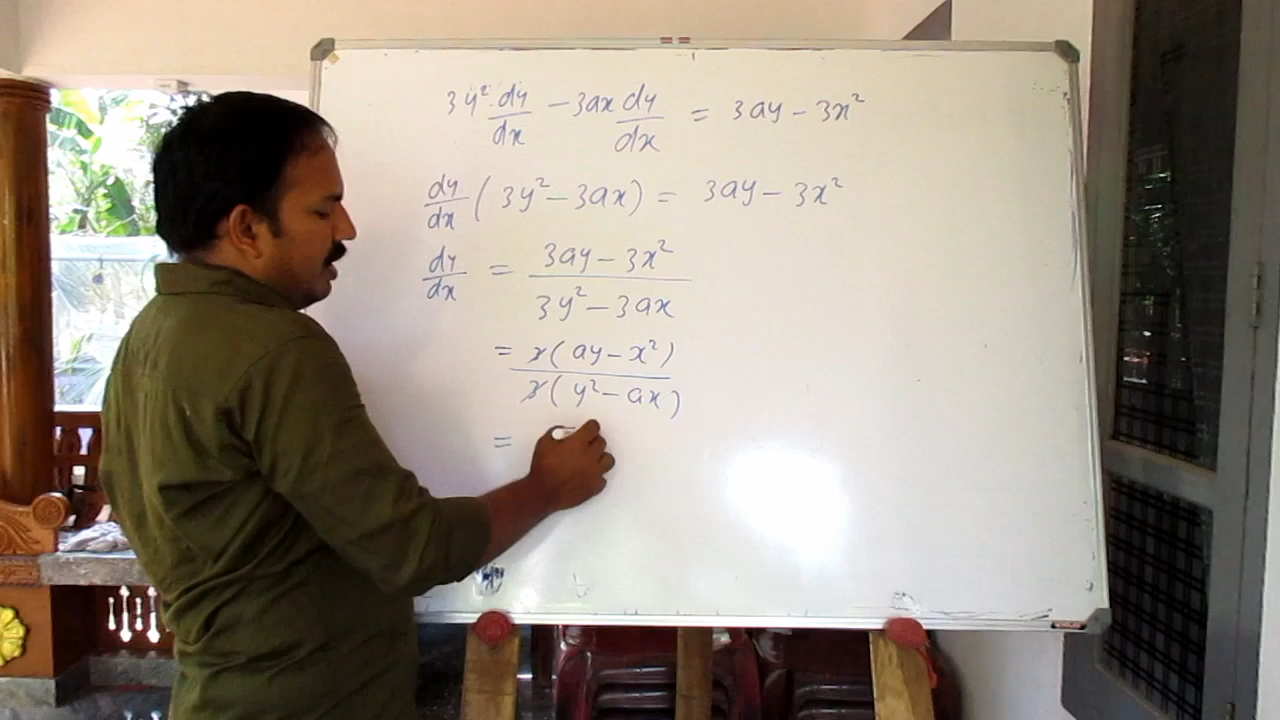 3y² dy/dx − 3ax dy/dx = 3ay − 3x²
dy/dx ( 3y² − 3ax) = 3ay − 3x²
dy/dx = 3ay − 3x² / 3y² − 3ax
= 3( ay − x²) / 3( y² − ax)
=